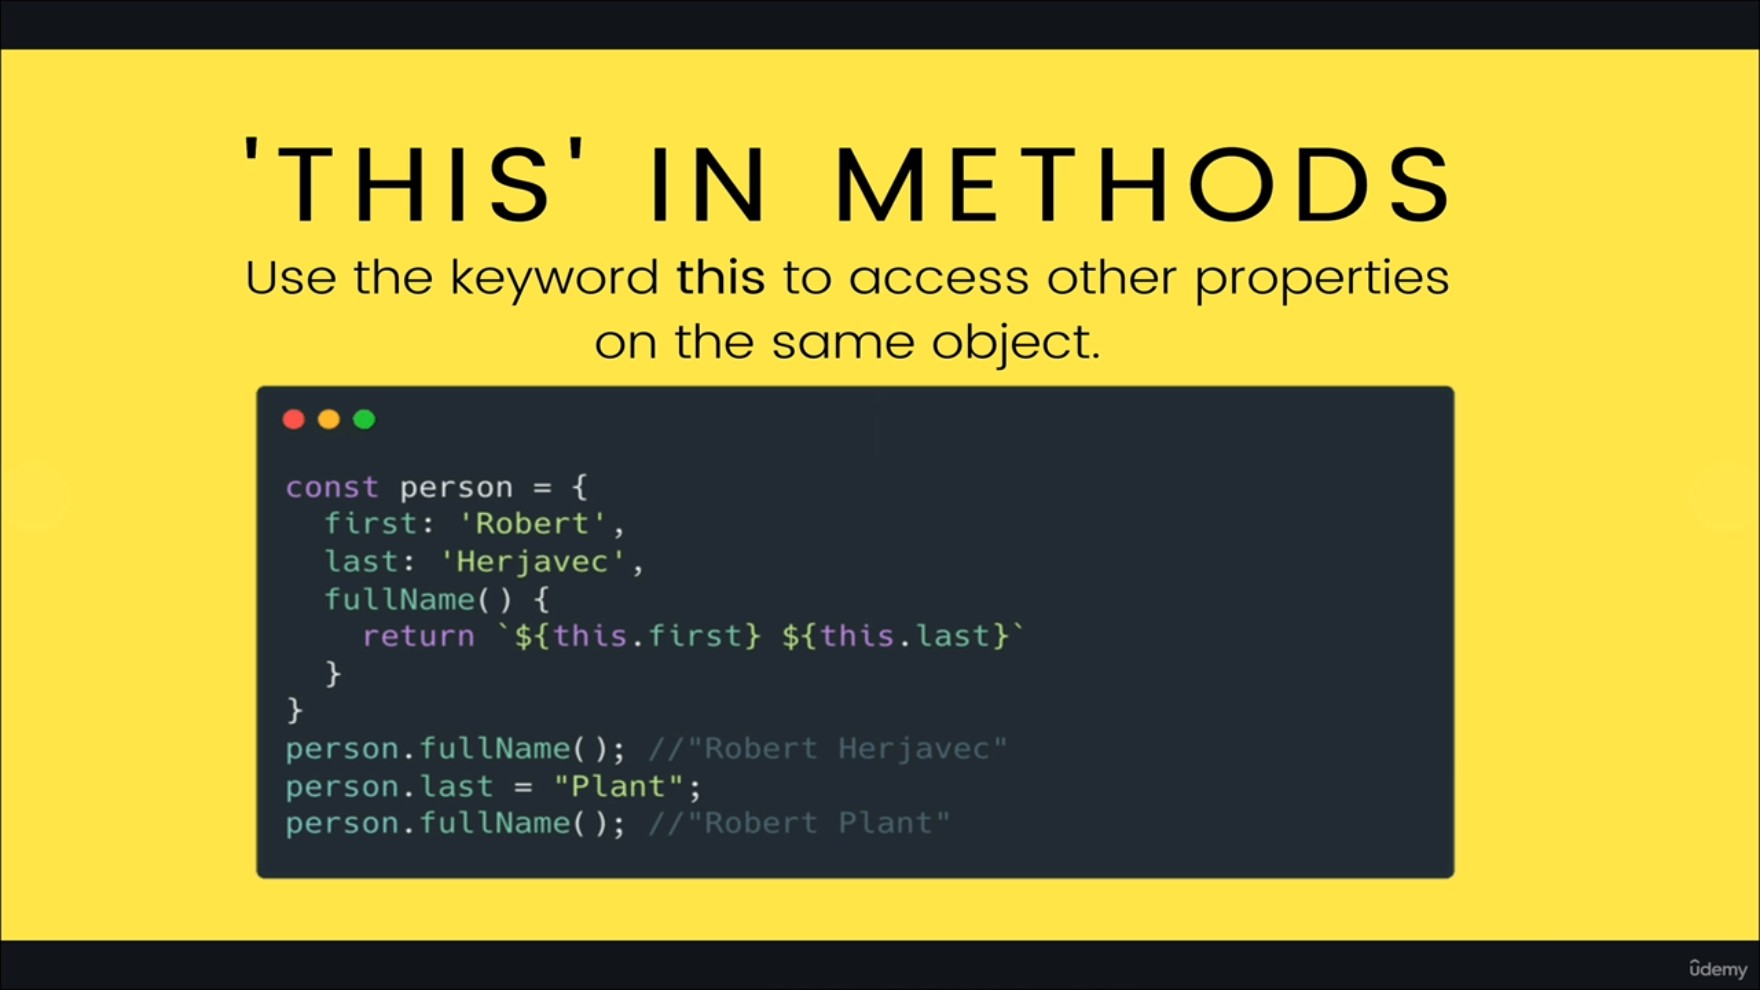 'THIS' IN METHODS
Use the keyword this to access other properties
on the same object.
const person = {
  first: 'Robert',
  last: 'Herjavec',
  fullName() {
    return `${this.first} ${this.last}`
  }
}
person.fullName(); //"Robert Herjavec"
person.last = "Plant";
person.fullName(); //"Robert Plant"
ûdemy